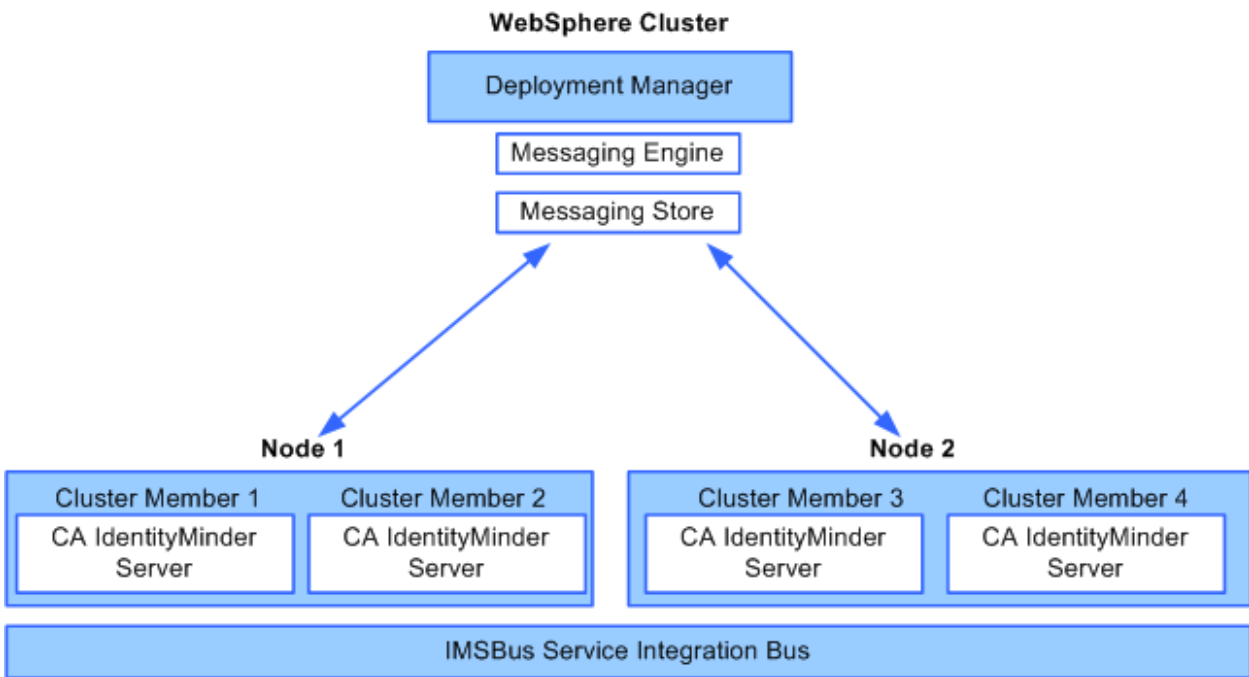 WebSphere Cluster
Deployment Manager
Messaging Engine
Messaging Store
Node 1
Node 2
Cluster Member 1
Cluster Member 2
Cluster Member 3
Cluster Member 4
CA IdentityMinder
Server
CA IdentityMinder
Server
CA IdentityMinder
Server
CA IdentityMinder
Server
IMSBus Service Integration Bus